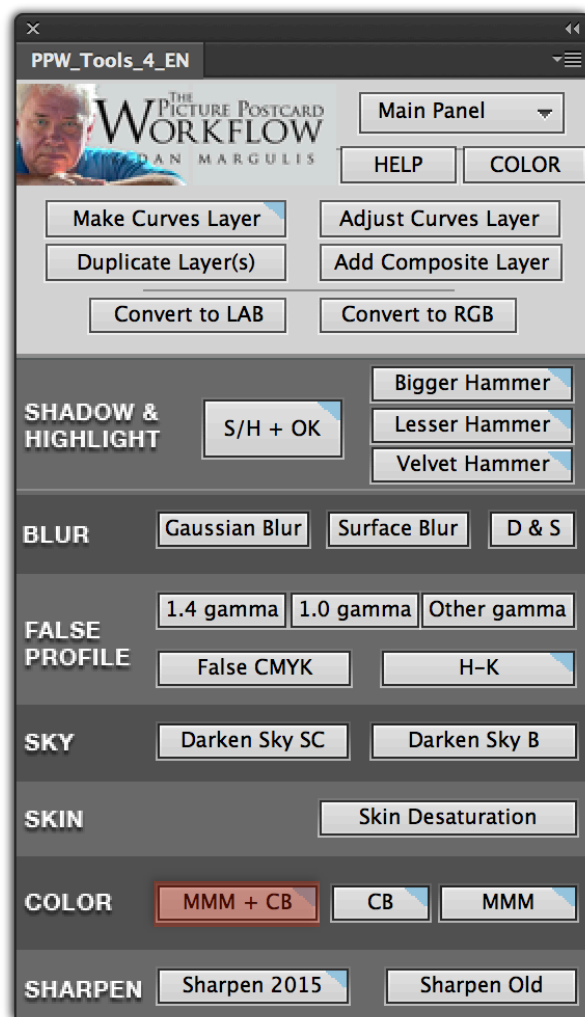 PPW_Tools_4_EN
THE
PICTURE POSTCARD
WORKFLOW
DAN MARGULIS
Main Panel
HELP COLOR
Make Curves Layer Adjust Curves Layer
Duplicate Layer(s) Add Composite Layer
Convert to LAB Convert to RGB
SHADOW &
HIGHLIGHT
S/H + OK
Bigger Hammer
Lesser Hammer
Velvet Hammer
BLUR Gaussian Blur Surface Blur D & S
FALSE
PROFILE
1.4 gamma 1.0 gamma Other gamma
False CMYK H-K
SKY Darken Sky SC Darken Sky B
SKIN Skin Desaturation
COLOR MMM + CB CB MMM
SHARPEN Sharpen 2015 Sharpen Old